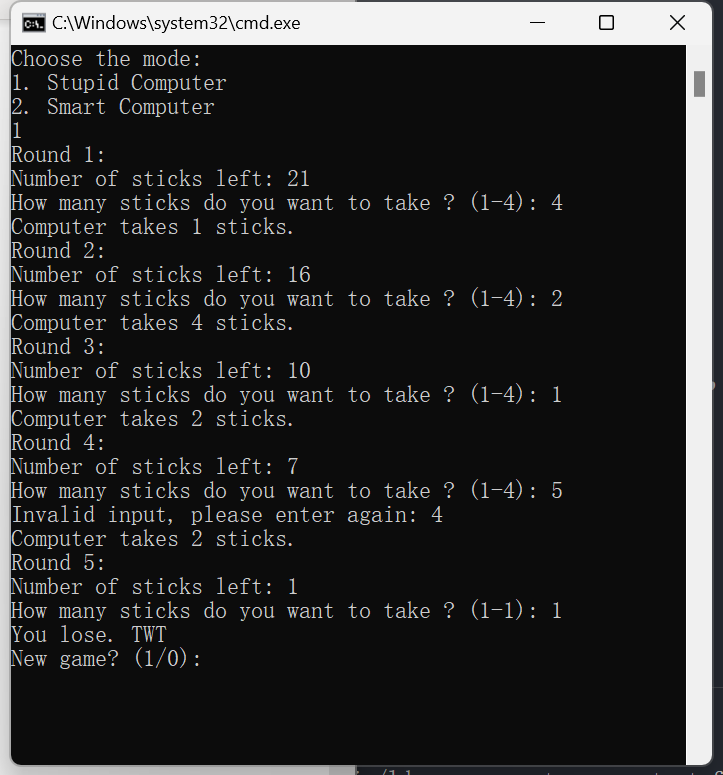 C:\Windows\system32\cmd.exe
Choose the mode:
1. Stupid Computer
2. Smart Computer
1
Round 1:
Number of sticks left: 21
How many sticks do you want to take ? (1-4): 4
Computer takes 1 sticks.
Round 2:
Number of sticks left: 16
How many sticks do you want to take ? (1-4): 2
Computer takes 4 sticks.
Round 3:
Number of sticks left: 10
How many sticks do you want to take ? (1-4): 1
Computer takes 2 sticks.
Round 4:
Number of sticks left: 7
How many sticks do you want to take ? (1-4): 5
Invalid input, please enter again: 4
Computer takes 2 sticks.
Round 5:
Number of sticks left: 1
How many sticks do you want to take ? (1-1): 1
You lose. TWT
New game? (1/0):